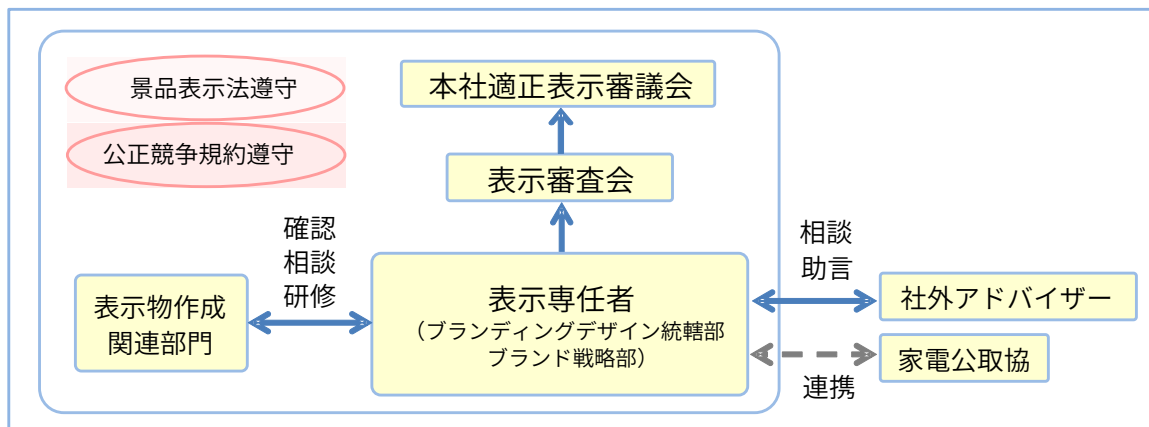 景品表示法遵守
公正競争規約遵守
本社適正表示審議会
表示審査会
確認
相談
研修
表示物作成
関連部門
表示専任者
（ブランディングデザイン統轄部
ブランド戦略部）
相談
助言
社外アドバイザー
家電公取協
連携